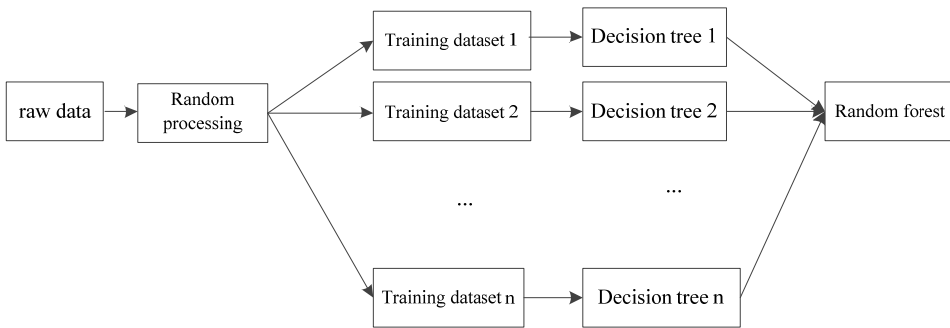 Training dataset 1
Decision tree 1
raw data
Random
processing
Training dataset 2
Decision tree 2
Random forest
...
...
Training dataset n
Decision tree n